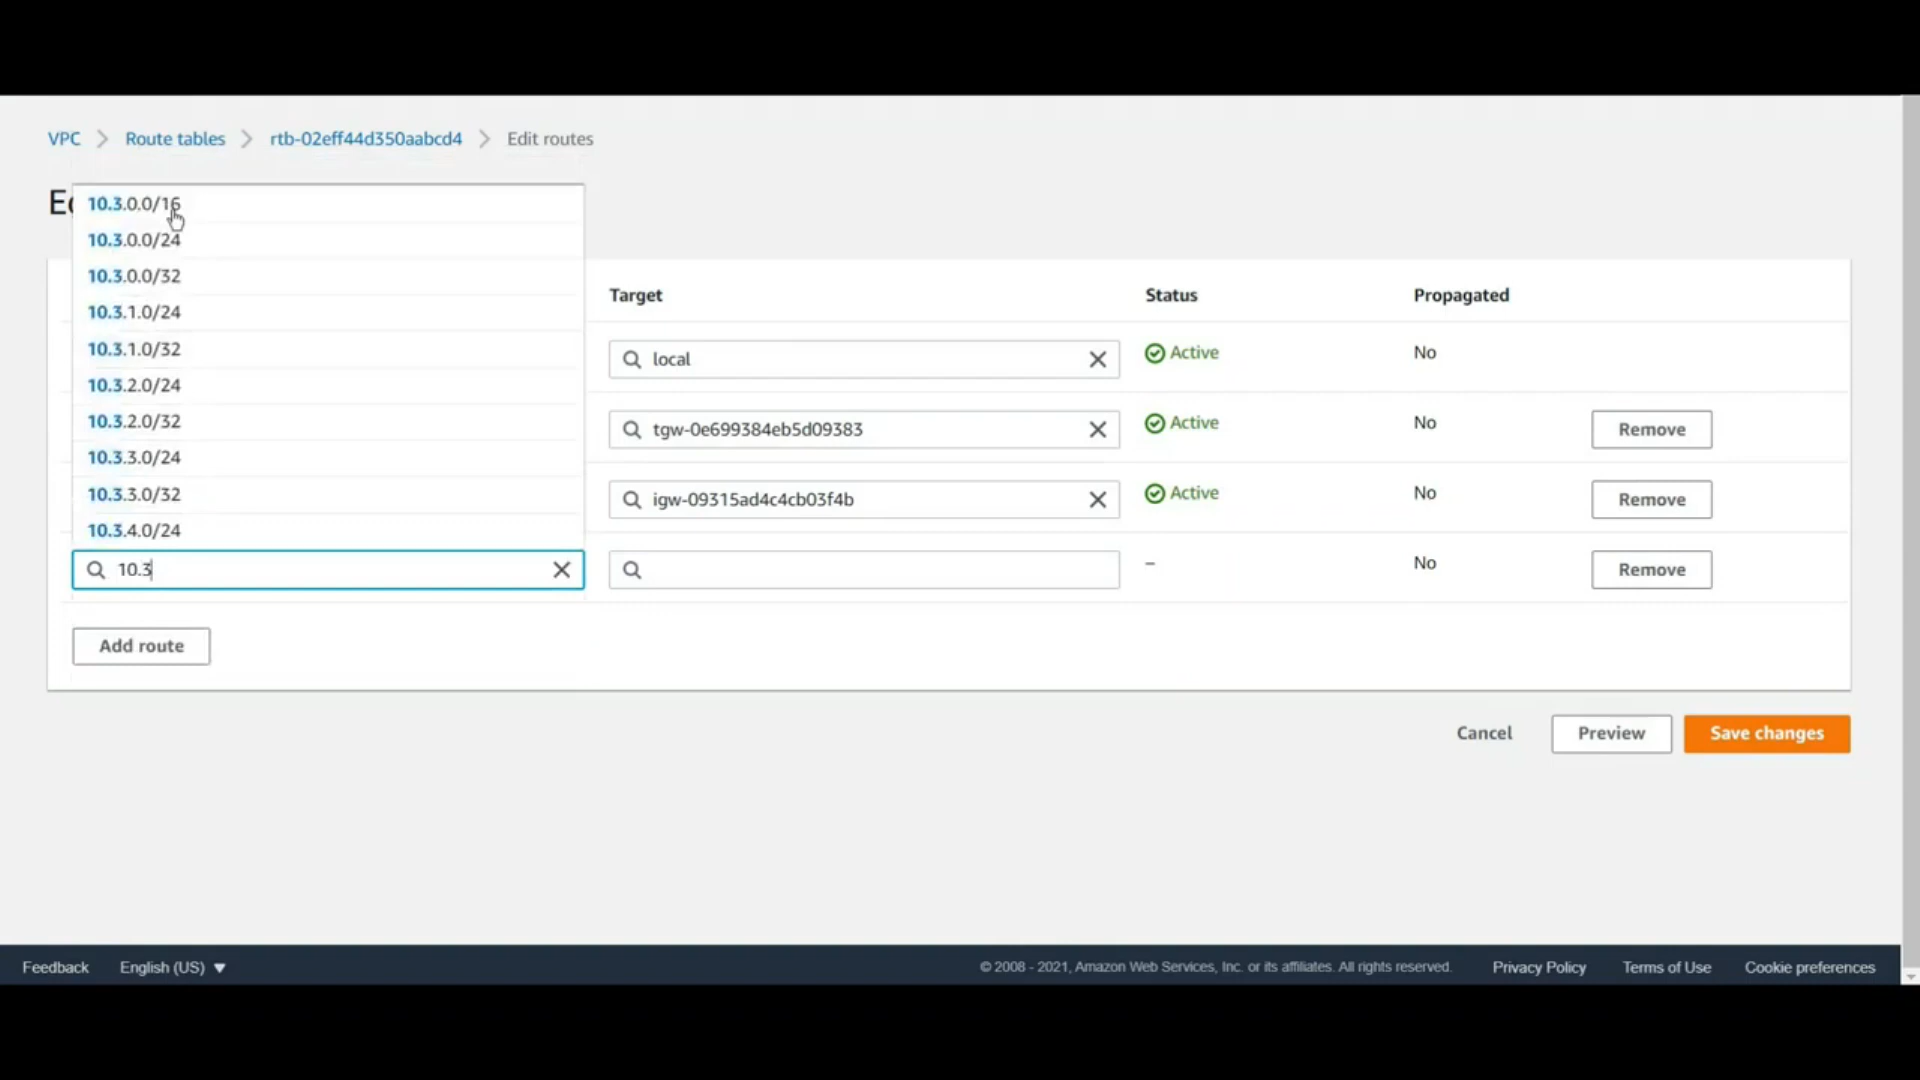 VPC
Route tables
rtb-02eff44d350aabcd4
Edit routes
10.3.0.0/16
10.3.0.0/24
10.3.0.0/32
10.3.1.0/24
10.3.1.0/32
10.3.2.0/24
10.3.2.0/32
10.3.3.0/24
10.3.3.0/32
10.3.4.0/24
10.3
Target
Status
Propagated
local
Active
No
tgw-0e699384eb5d09383
Active
No
Remove
igw-09315ad4c4cb03f4b
Active
No
Remove
–
No
Remove
Add route
Cancel
Preview
Save changes
Feedback
English (US)
© 2008 - 2021, Amazon Web Services, Inc. or its affiliates. All rights reserved.
Privacy Policy
Terms of Use
Cookie preferences